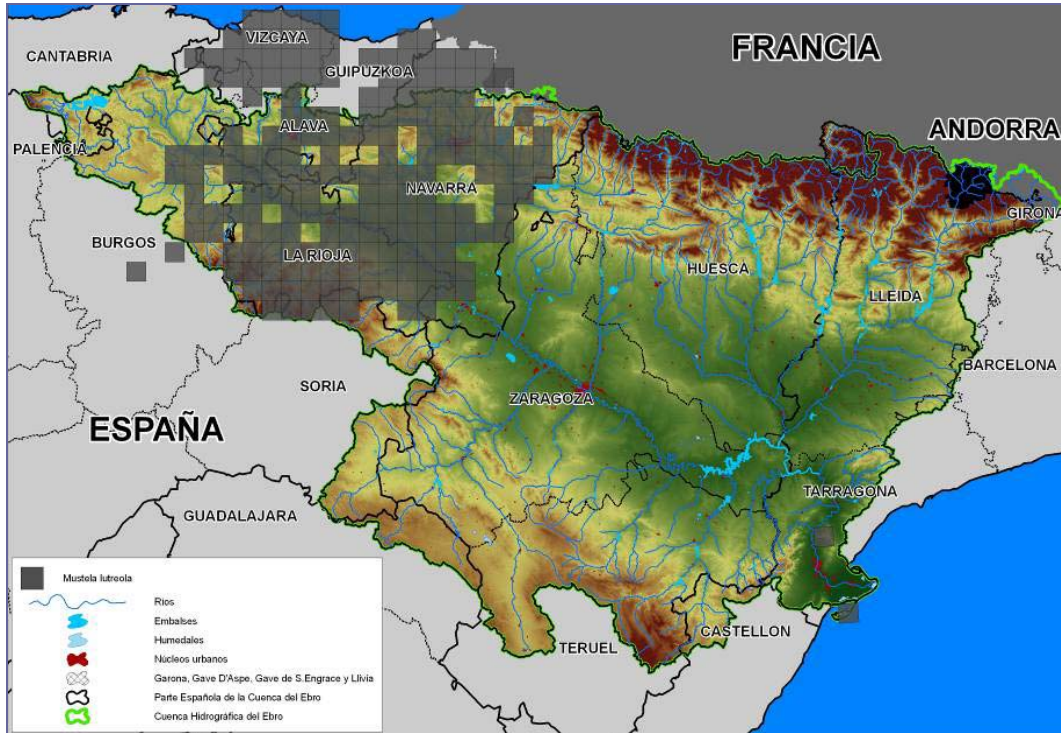 VIZCAYA
CANTABRIA
FRANCIA
GUIPUZKOA
ALAVA
ANDORRA
PALENCIA
NAVARRA
GIRONA
BURGOS
LA RIOJA
HUESCA
LLEIDA
BARCELONA
SORIA
ZARAGOZA
ESPAÑA
TARRAGONA
GUADALAJARA
CASTELLON
TERUEL
Mustela lutreola
Rios
Embalses
Humedales
Núcleos urbanos
Garona, Gave D'Aspe, Gave de S.Engrace y Llivia
Parte Española de la Cuenca del Ebro
Cuenca Hidrográfica del Ebro